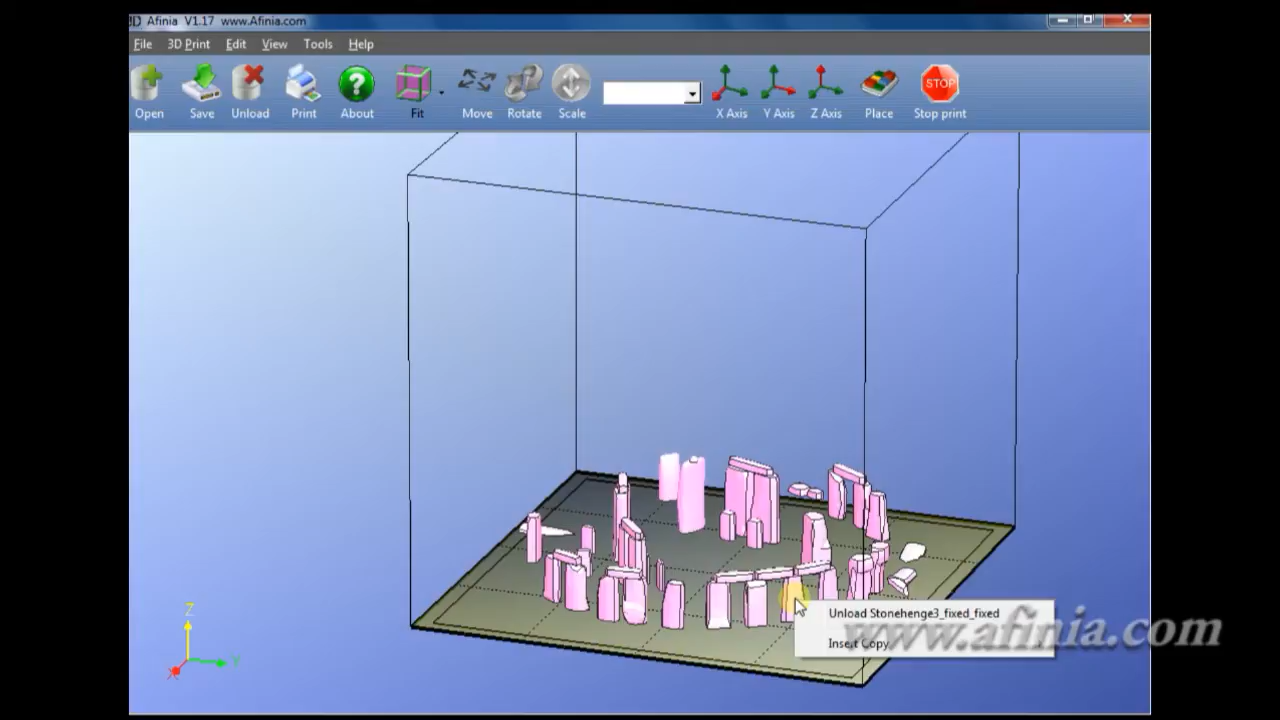 3D Afinia V1.17 www.Afinia.com
File 3D Print Edit View Tools Help
Open Save Unload Print About Fit Move Rotate Scale X Axis Y Axis Z Axis Place Stop print
STOP
Unload Stonehenge3_fixed_fixed
Insert Copy
www.afinia.com
Z
Y
X